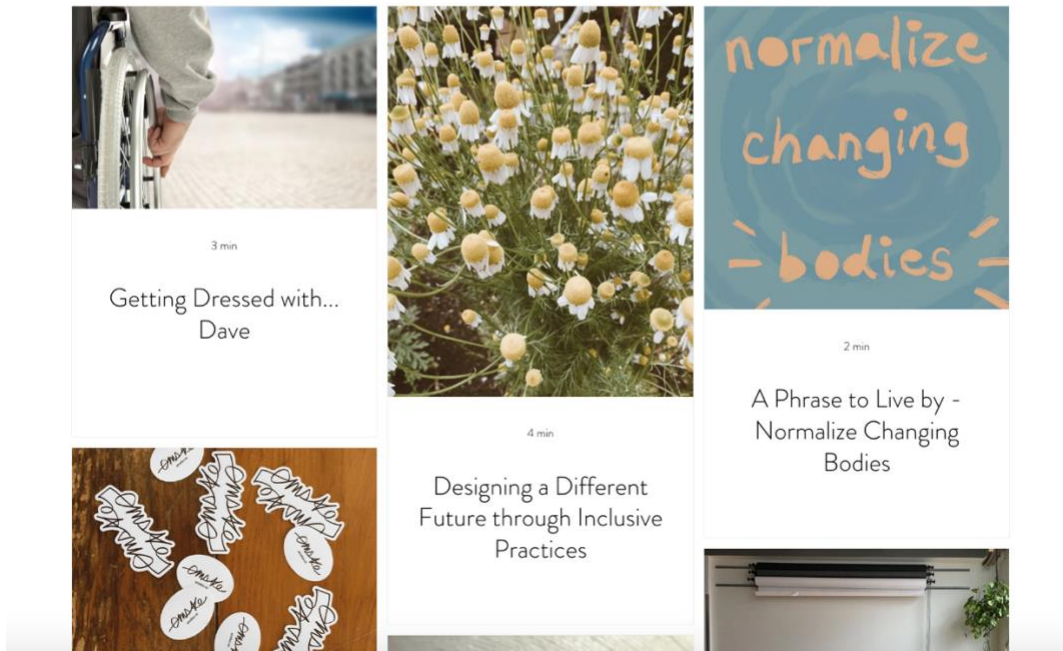 3 min
Getting Dressed with...
Dave
4 min
Designing a Different
Future through Inclusive
Practices
normalize
changing
bodies
2 min
A Phrase to Live by -
Normalize Changing
Bodies